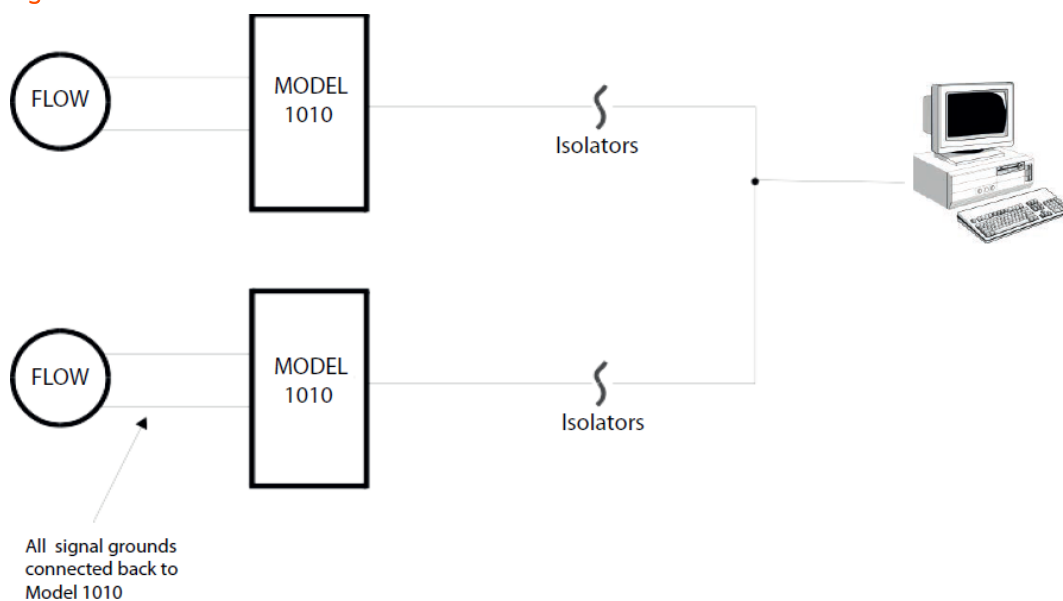 FLOW
MODEL
1010
Isolators
FLOW
MODEL
1010
Isolators
All signal grounds
connected back to
Model 1010